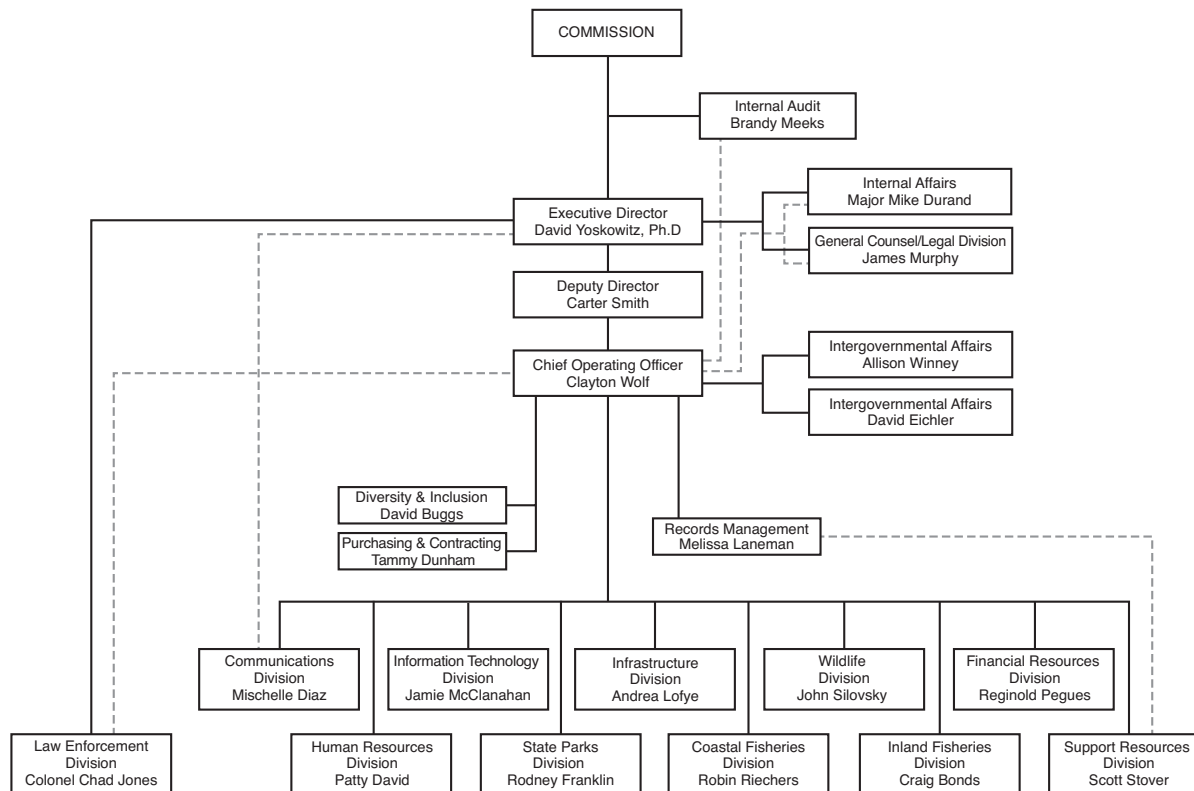 COMMISSION
Internal Audit
Brandy Meeks
Executive Director
David Yoskowitz, Ph.D
Internal Affairs
Major Mike Durand
General Counsel/Legal Division
James Murphy
Deputy Director
Carter Smith
Chief Operating Officer
Clayton Wolf
Intergovernmental Affairs
Allison Winney
Intergovernmental Affairs
David Eichler
Diversity & Inclusion
David Buggs
Purchasing & Contracting
Tammy Dunham
Records Management
Melissa Laneman
Communications
Division
Mischelle Diaz
Information Technology
Division
Jamie McClanahan
Infrastructure
Division
Andrea Lofye
Wildlife
Division
John Silovsky
Financial Resources
Division
Reginold Pegues
Law Enforcement
Division
Colonel Chad Jones
Human Resources
Division
Patty David
State Parks
Division
Rodney Franklin
Coastal Fisheries
Division
Robin Riechers
Inland Fisheries
Division
Craig Bonds
Support Resources
Division
Scott Stover